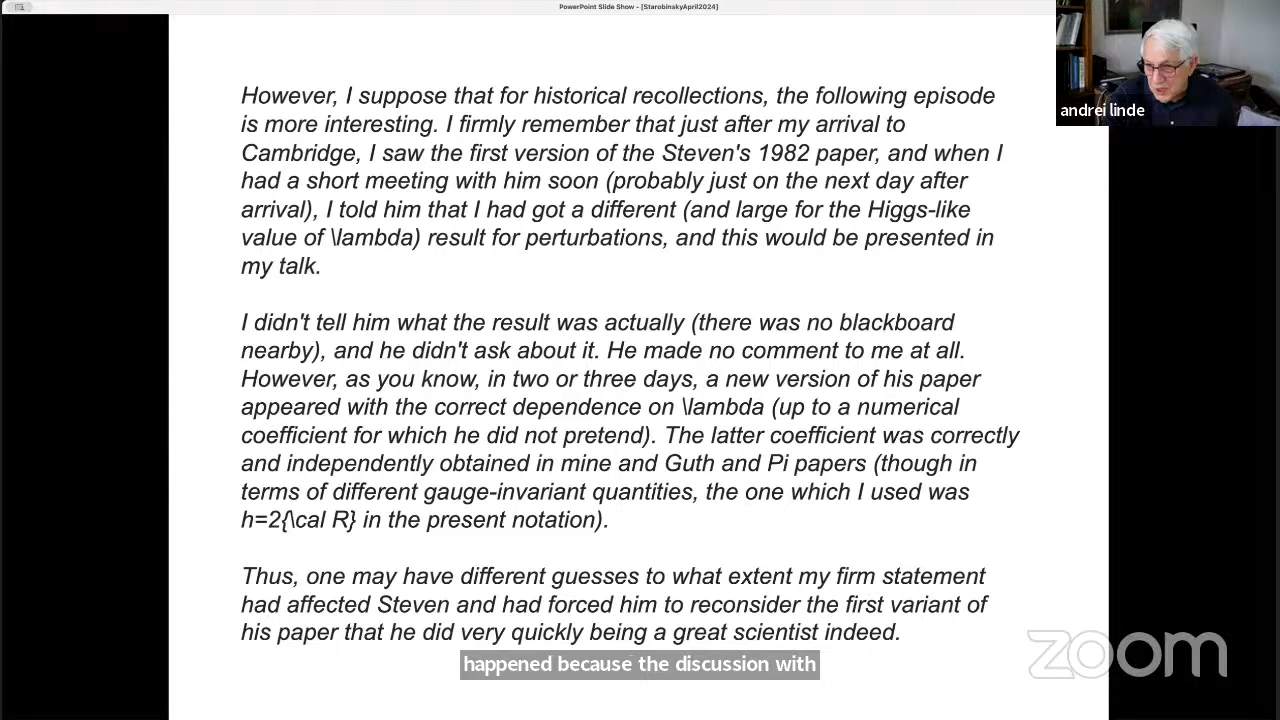 PowerPoint Slide Show - [StarobinskyApril2024]
andrei linde
However, I suppose that for historical recollections, the following episode
is more interesting. I firmly remember that just after my arrival to
Cambridge, I saw the first version of the Steven's 1982 paper, and when I
had a short meeting with him soon (probably just on the next day after
arrival), I told him that I had got a different (and large for the Higgs-like
value of \lambda) result for perturbations, and this would be presented in
my talk.
I didn't tell him what the result was actually (there was no blackboard
nearby), and he didn't ask about it. He made no comment to me at all.
However, as you know, in two or three days, a new version of his paper
appeared with the correct dependence on \lambda (up to a numerical
coefficient for which he did not pretend). The latter coefficient was correctly
and independently obtained in mine and Guth and Pi papers (though in
terms of different gauge-invariant quantities, the one which I used was
h=2{\cal R} in the present notation).
Thus, one may have different guesses to what extent my firm statement
had affected Steven and had forced him to reconsider the first variant of
his paper that he did very quickly being a great scientist indeed.
happened because the discussion with
zoom